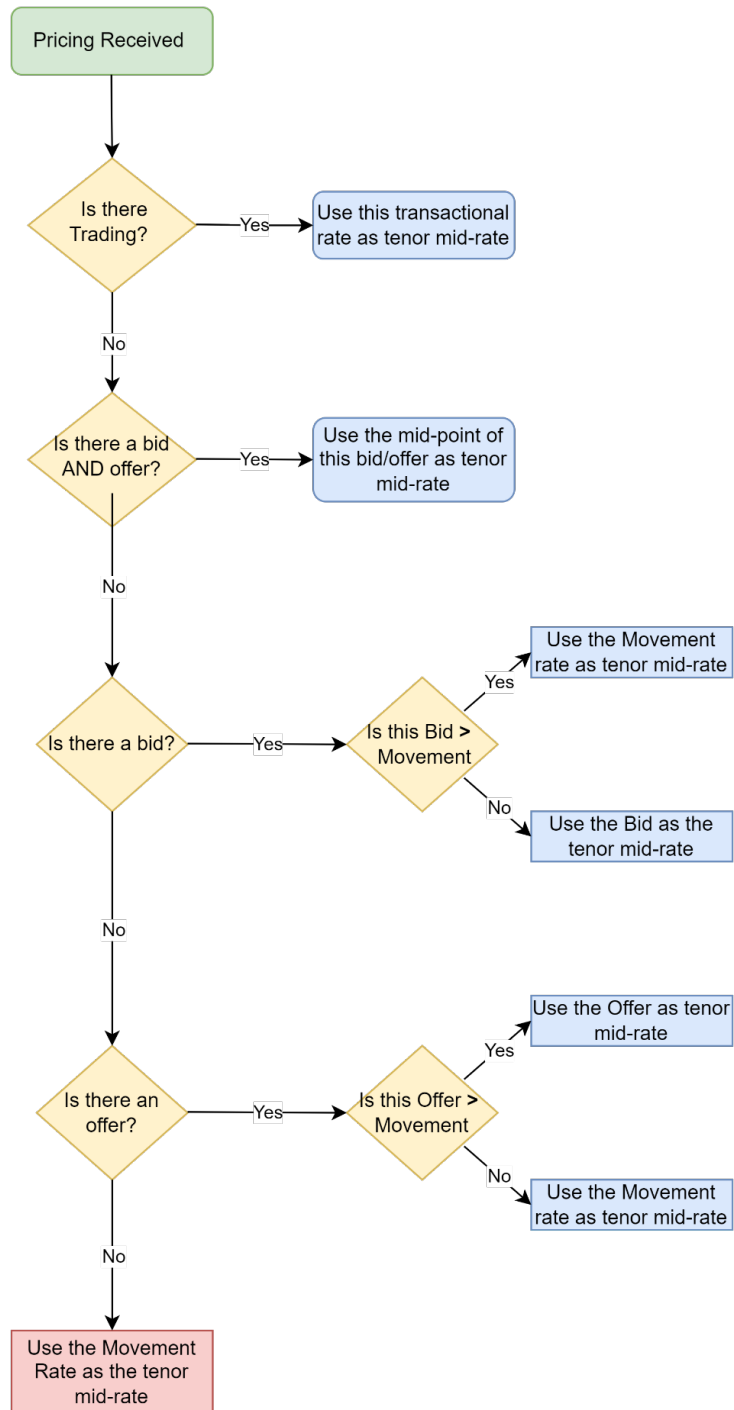 Pricing Received
Is there
Trading?
Yes
Use this transactional
rate as tenor mid-rate
No
Is there a bid
AND offer?
Yes
Use the mid-point of
this bid/offer as tenor
mid-rate
No
Is there a bid?
Yes
Is this Bid >
Movement
Yes
Use the Movement
rate as tenor mid-rate
No
Use the Bid as the
tenor mid-rate
No
Is there an
offer?
Yes
Is this Offer >
Movement
Yes
Use the Offer as tenor
mid-rate
No
Use the Movement
rate as tenor mid-rate
No
Use the Movement
Rate as the tenor
mid-rate